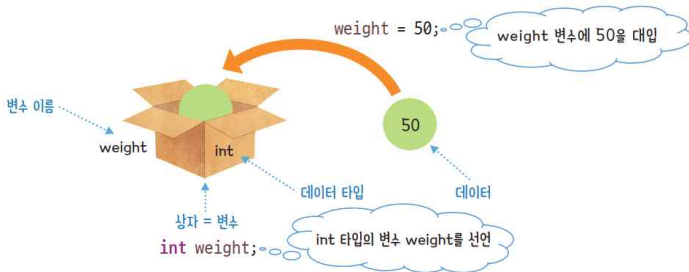 weight = 50;
weight 변수에 50을 대입
변수 이름
weight
int
50
데이터 타입
데이터
상자 = 변수
int weight;
int 타입의 변수 weight를 선언